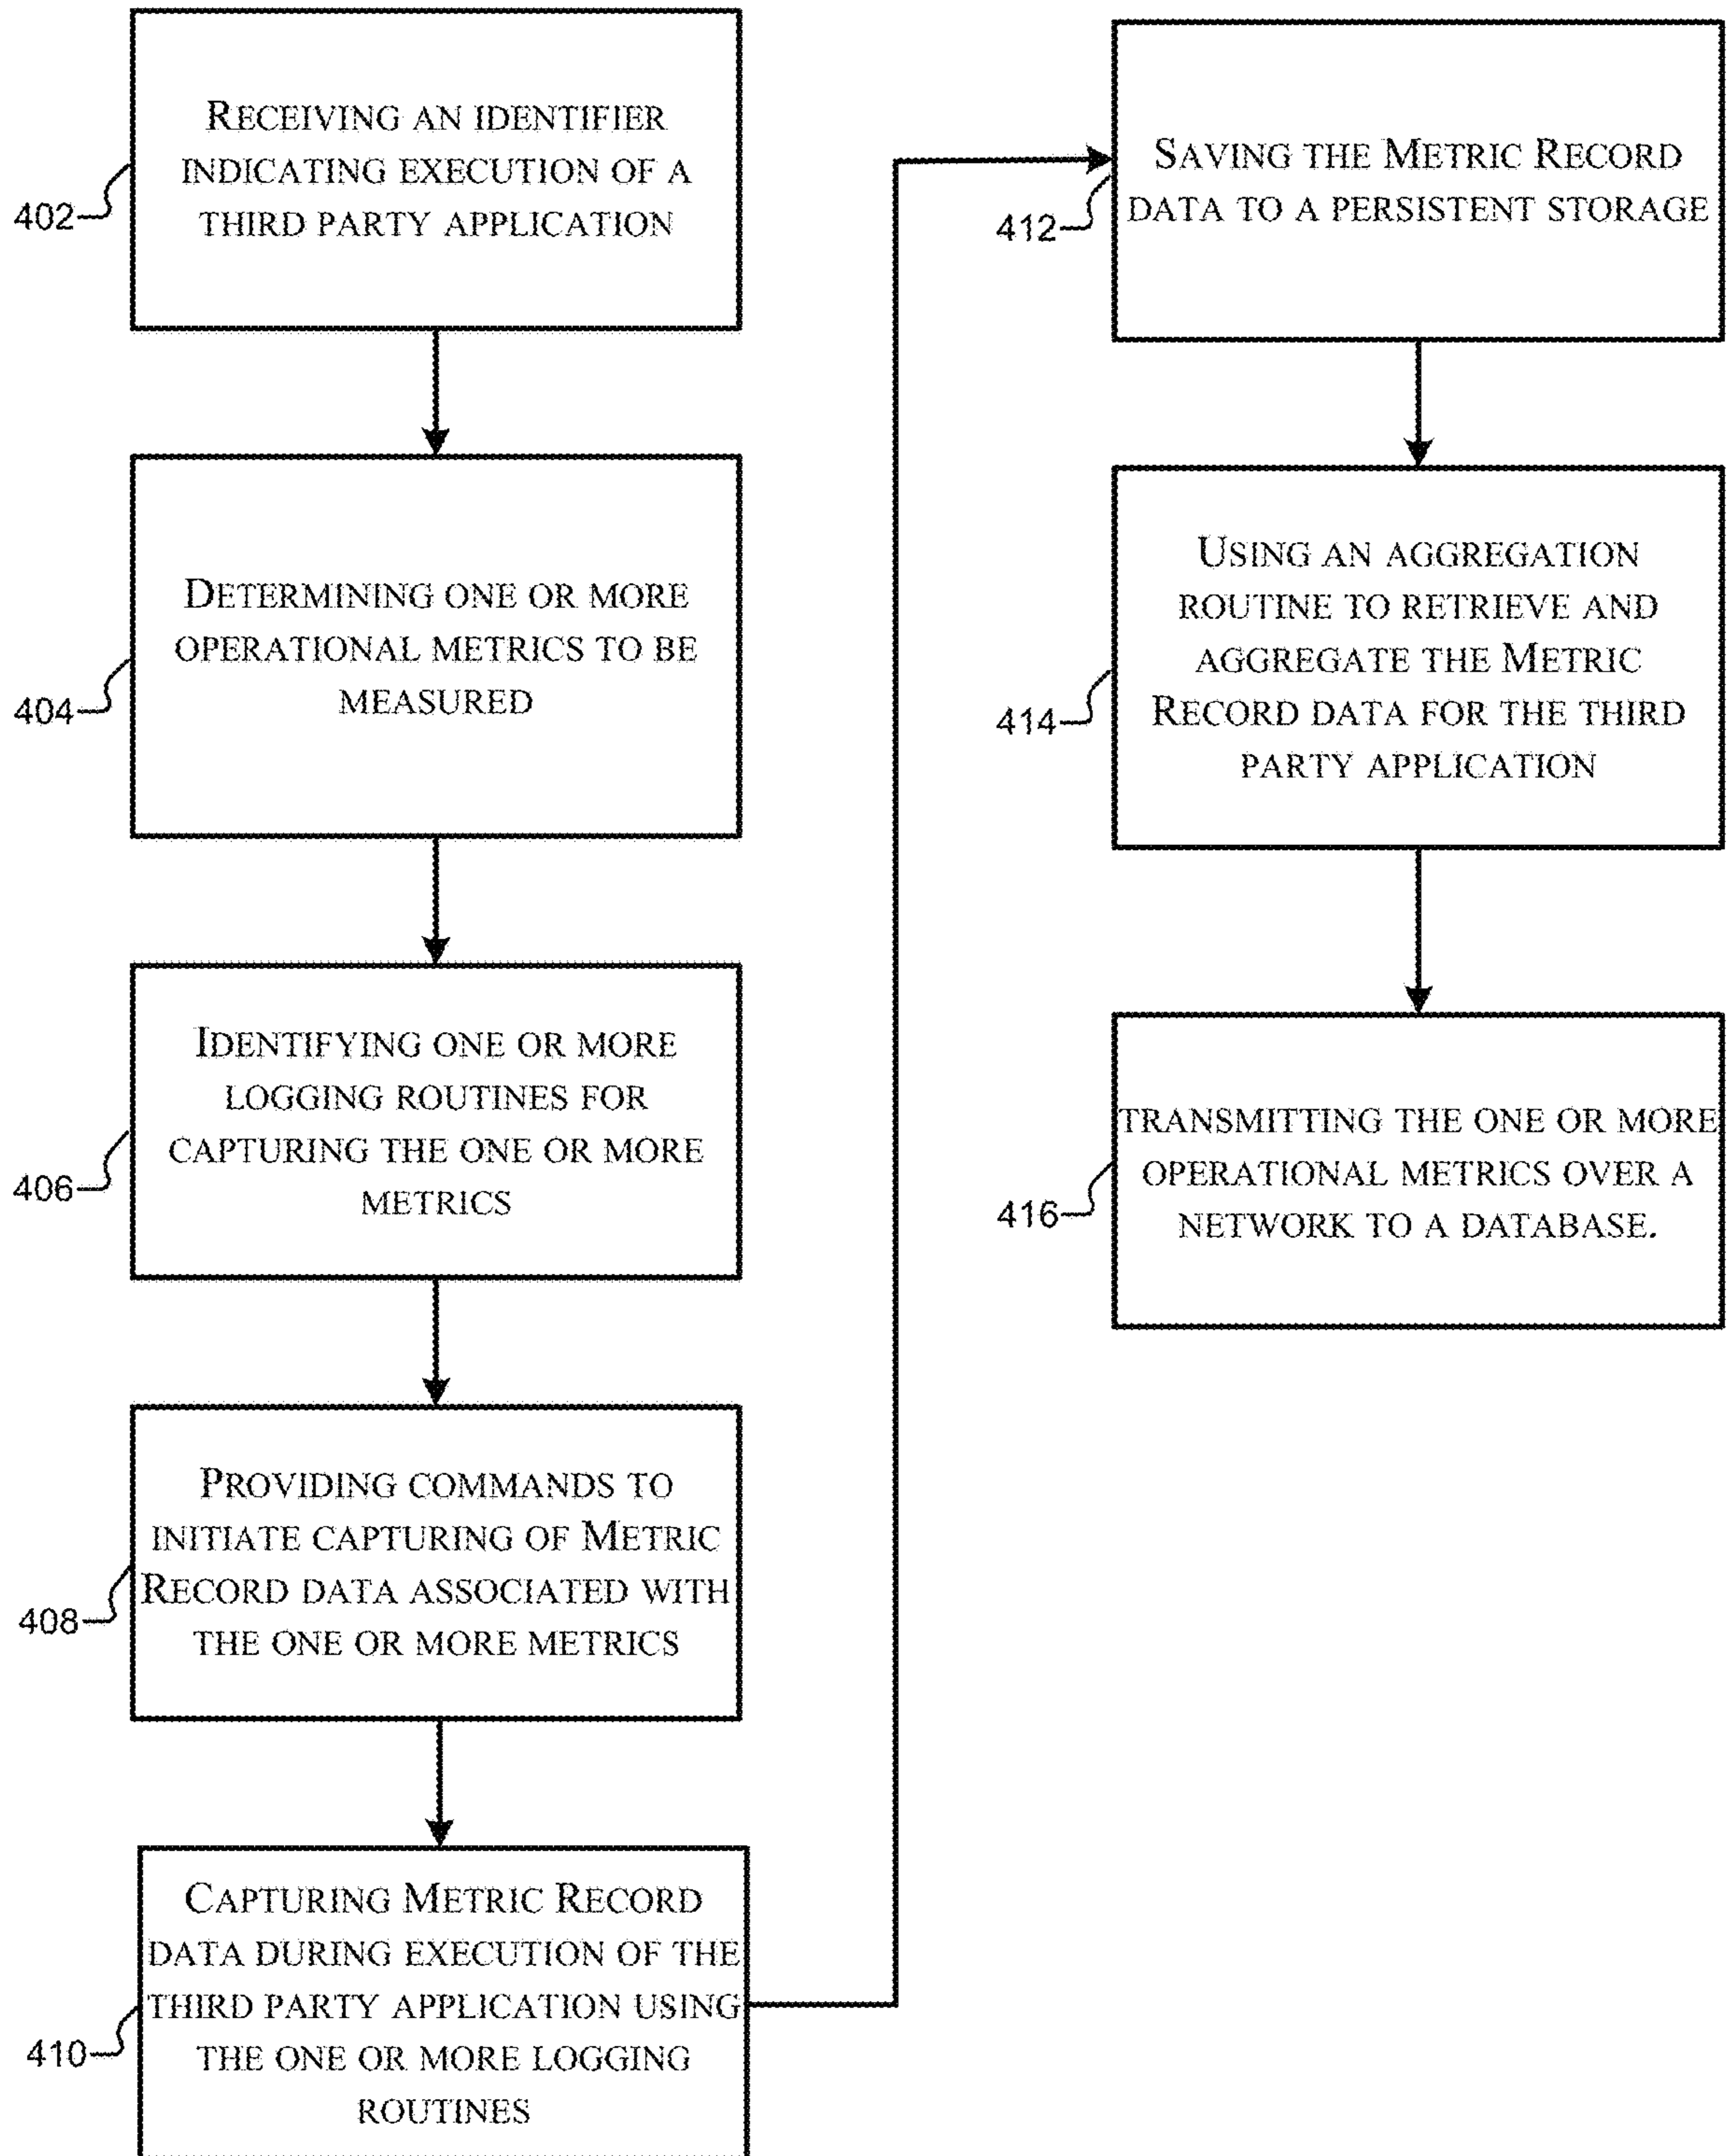 RECEIVING AN IDENTIFIER
INDICATING EXECUTION OF A
THIRD PARTY APPLICATION
402
DETERMINING ONE OR MORE
OPERATIONAL METRICS TO BE
MEASURED
404
IDENTIFYING ONE OR MORE
LOGGING ROUTINES FOR
CAPTURING THE ONE OR MORE
METRICS
406
PROVIDING COMMANDS TO
INITIATE CAPTURING OF METRIC
RECORD DATA ASSOCIATED WITH
THE ONE OR MORE METRICS
408
CAPTURING METRIC RECORD
DATA DURING EXECUTION OF THE
THIRD PARTY APPLICATION USING
THE ONE OR MORE LOGGING
ROUTINES
410
SAVING THE METRIC RECORD
DATA TO A PERSISTENT STORAGE
412
USING AN AGGREGATION
ROUTINE TO RETRIEVE AND
AGGREGATE THE METRIC
RECORD DATA FOR THE THIRD
PARTY APPLICATION
414
TRANSMITTING THE ONE OR MORE
OPERATIONAL METRICS OVER A
NETWORK TO A DATABASE.
416